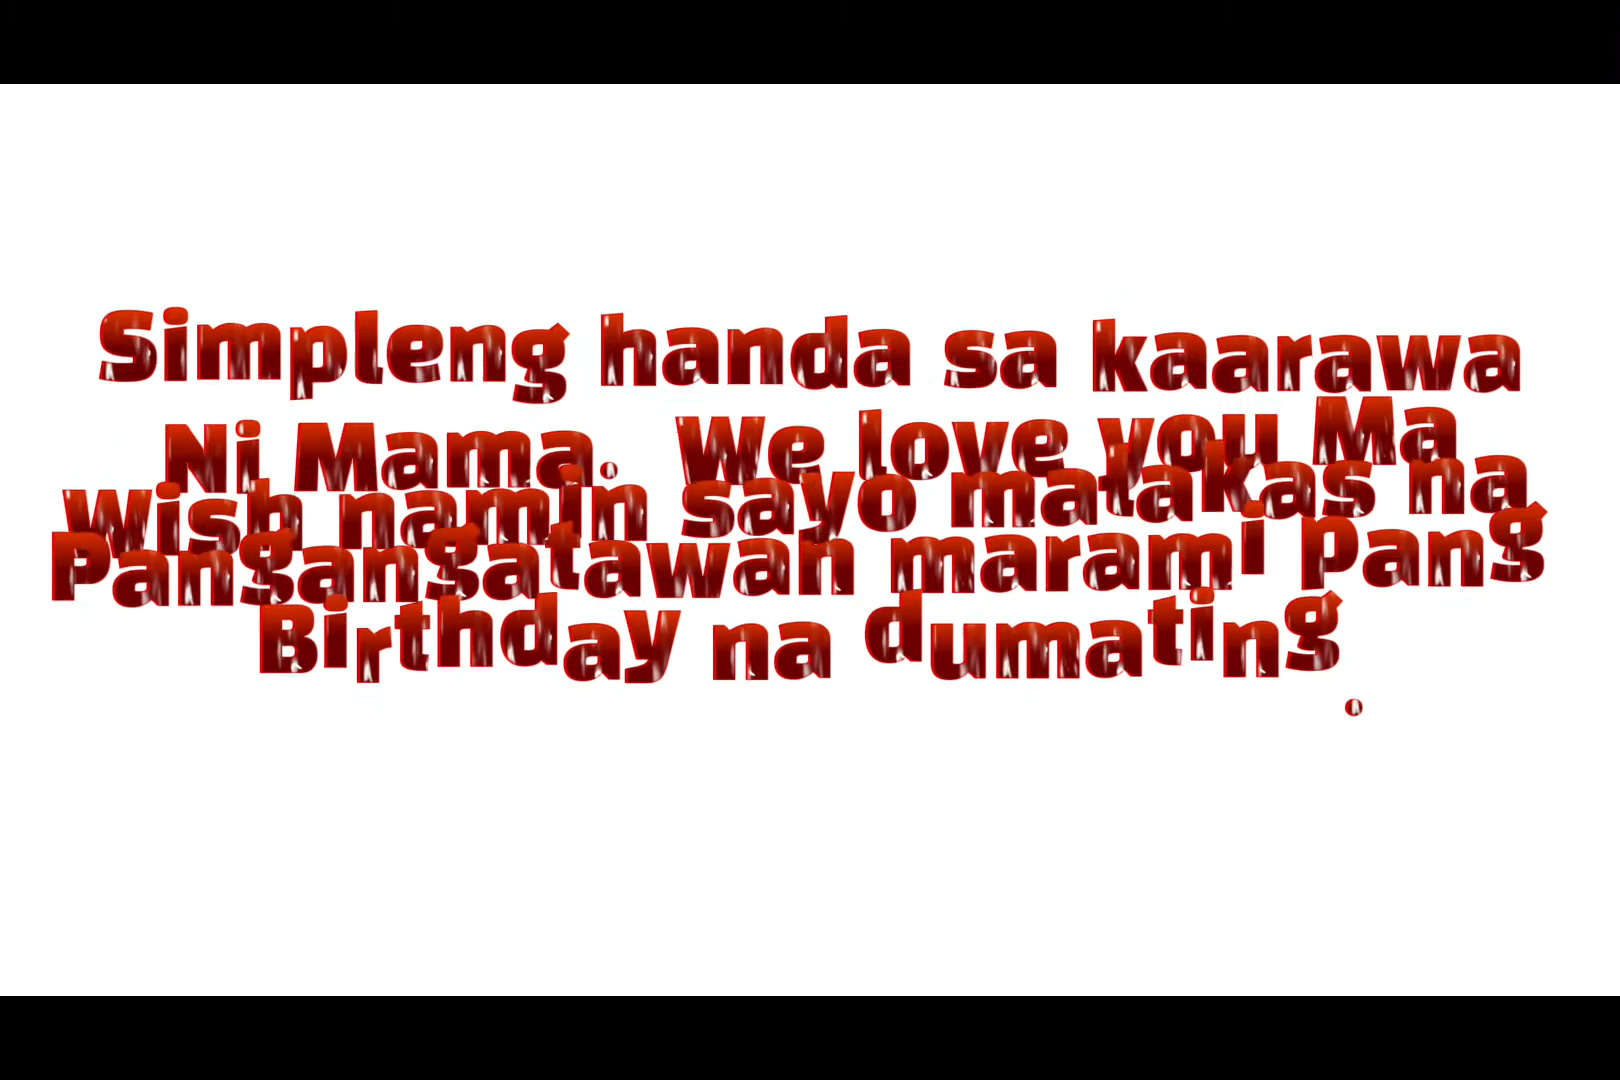 Simpleng handa sa kaarawa
Ni Mama. We love you Ma
Wish namin sayo malakas na
Pangangatawan marami pang
Birthday na dumating
.